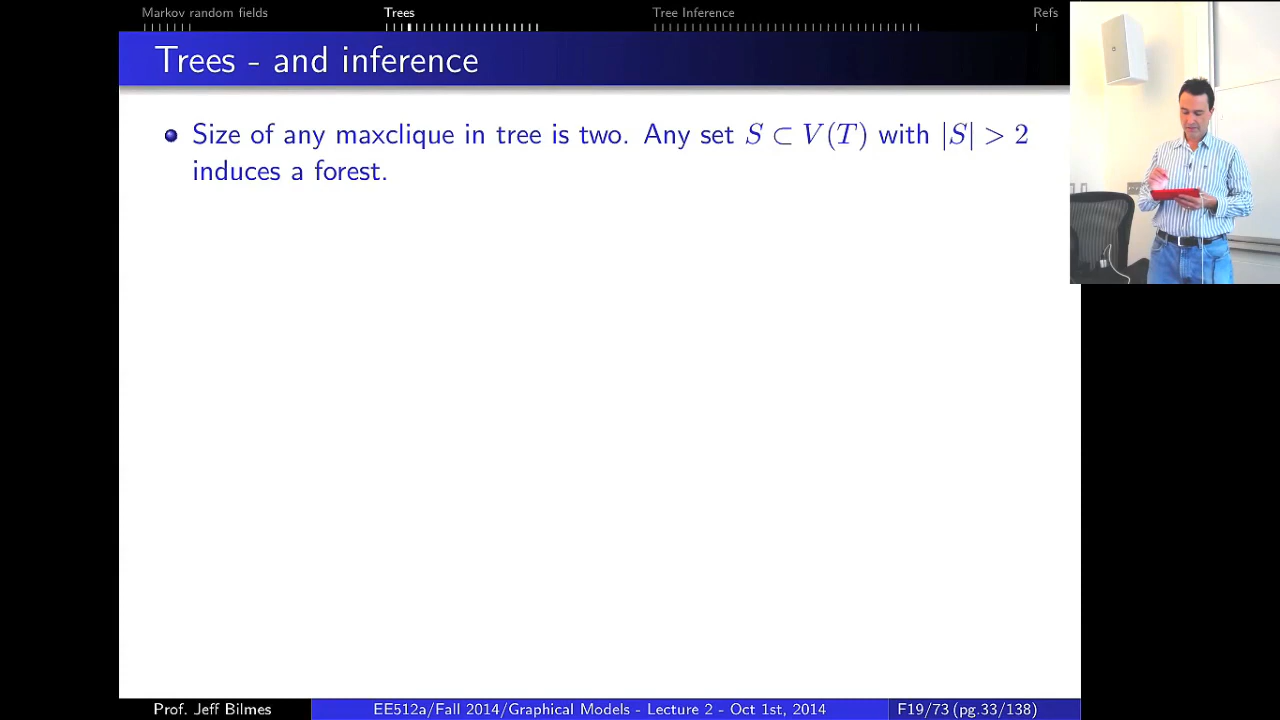 Markov random fields Trees Tree Inference Refs
Trees - and inference
Size of any maxclique in tree is two. Any set S ⊂ V(T) with |S| > 2
induces a forest.
Prof. Jeff Bilmes EE512a/Fall 2014/Graphical Models - Lecture 2 - Oct 1st, 2014 F19/73 (pg.33/138)